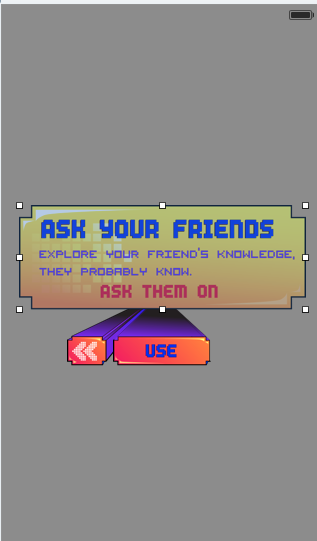 ASK YOUR FRIENDS
EXPLORE YOUR FRIEND'S KNOWLEDGE,
THEY PROBABLY KNOW.
ASK THEM ON
USE